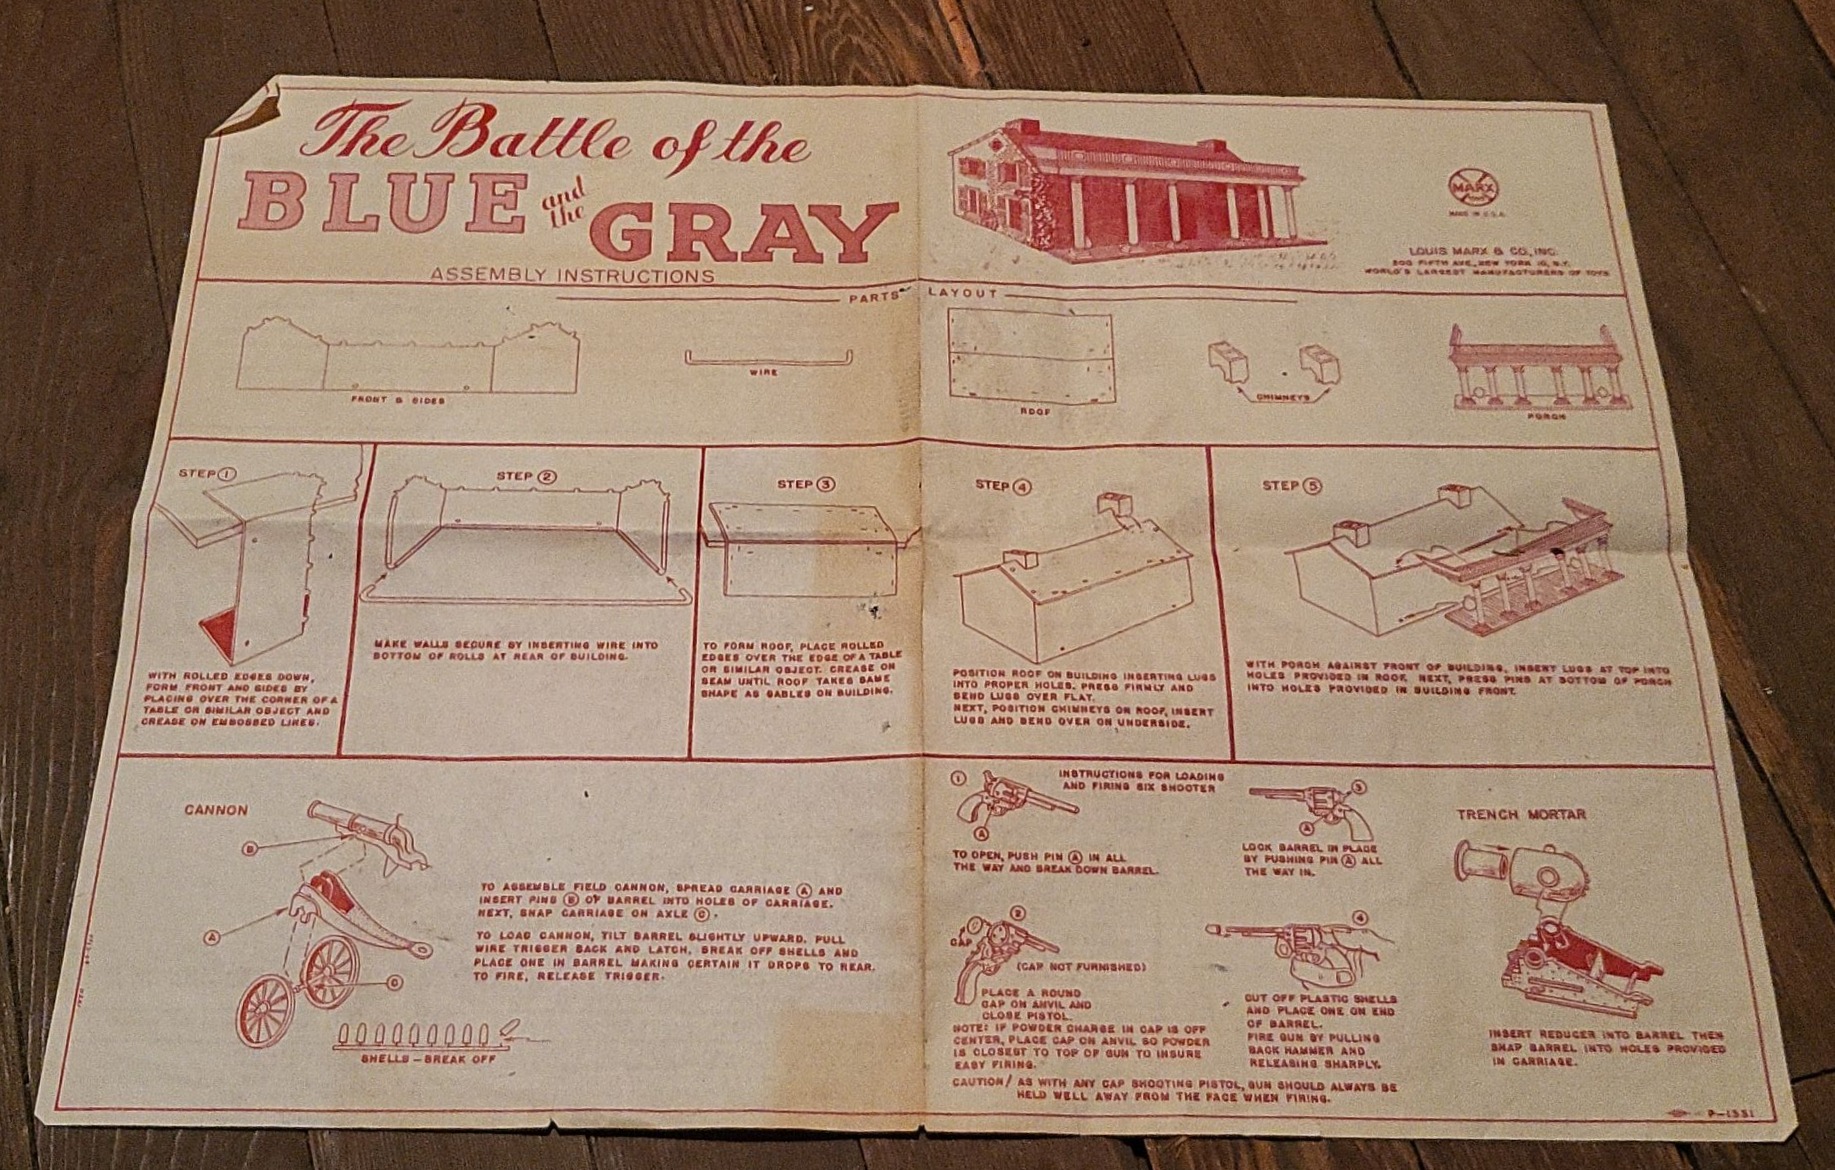 The Battle of the
BLUE and the GRAY
ASSEMBLY INSTRUCTIONS
MARX
MADE IN U.S.A.
LOUIS MARX & CO., INC.
200 FIFTH AVE., NEW YORK 10, N.Y.
WORLD'S LARGEST MANUFACTURERS OF TOYS
PARTS LAYOUT
FRONT & SIDES
WIRE
ROOF
CHIMNEYS
PORCH
STEP 1
WITH ROLLED EDGES DOWN,
FORM FRONT AND SIDES BY
PLACING OVER THE CORNER OF A
TABLE OR SIMILAR OBJECT AND
CREASE ON EMBOSSED LINES.
STEP 2
MAKE WALLS SECURE BY INSERTING WIRE INTO
BOTTOM OF ROLLS AT REAR OF BUILDING.
STEP 3
TO FORM ROOF, PLACE ROLLED
EDGES OVER THE EDGE OF A TABLE
OR SIMILAR OBJECT. CREASE ON
SEAM UNTIL ROOF TAKES SAME
SHAPE AS GABLES ON BUILDING.
STEP 4
POSITION ROOF ON BUILDING INSERTING LUGS
INTO PROPER HOLES. PRESS FIRMLY AND
BEND LUGS OVER FLAT.
NEXT, POSITION CHIMNEYS ON ROOF, INSERT
LUGS AND BEND OVER ON UNDERSIDE.
STEP 5
WITH PORCH AGAINST FRONT OF BUILDING, INSERT LUGS AT TOP INTO
HOLES PROVIDED IN ROOF. NEXT, PRESS PINS AT BOTTOM OF PORCH
INTO HOLES PROVIDED IN BUILDING FRONT.
CANNON
B
A
C
SHELLS - BREAK OFF
TO ASSEMBLE FIELD CANNON, SPREAD CARRIAGE A AND
INSERT PINS B OF BARREL INTO HOLES OF CARRIAGE.
NEXT, SNAP CARRIAGE ON AXLE C.
TO LOAD CANNON, TILT BARREL SLIGHTLY UPWARD. PULL
WIRE TRIGGER BACK AND LATCH, BREAK OFF SHELLS AND
PLACE ONE IN BARREL MAKING CERTAIN IT DROPS TO REAR.
TO FIRE, RELEASE TRIGGER.
INSTRUCTIONS FOR LOADING
AND FIRING SIX SHOOTER
1
A
TO OPEN, PUSH PIN A IN ALL
THE WAY AND BREAK DOWN BARREL.
2
CAP
(CAP NOT FURNISHED)
PLACE A ROUND
CAP ON ANVIL AND
CLOSE PISTOL.
NOTE: IF POWDER CHARGE IN CAP IS OFF
CENTER, PLACE CAP ON ANVIL SO POWDER
IS CLOSEST TO TOP OF GUN TO INSURE
EASY FIRING.
3
A
LOCK BARREL IN PLACE
BY PUSHING PIN A ALL
THE WAY IN.
4
CUT OFF PLASTIC SHELLS
AND PLACE ONE ON END
OF BARREL.
FIRE GUN BY PULLING
BACK HAMMER AND
RELEASING SHARPLY.
CAUTION/ AS WITH ANY CAP SHOOTING PISTOL, GUN SHOULD ALWAYS BE
HELD WELL AWAY FROM THE FACE WHEN FIRING.
TRENCH MORTAR
INSERT REDUCER INTO BARREL THEN
SNAP BARREL INTO HOLES PROVIDED
IN CARRIAGE.
P-1331